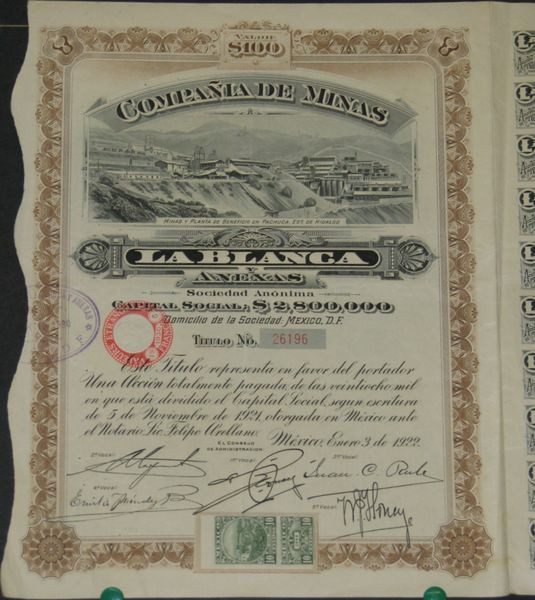 VALOR
$100
COMPAÑIA DE MINAS
MINAS Y PLANTA DE BENEFICIO EN PACHUCA, EST. DE HIDALGO
LA BLANCA
Y
ANEXAS
Sociedad Anónima
CAPITAL SOCIAL: $2,800,000
Domicilio de la Sociedad: MEXICO, D.F.
TITULO No. 26196
Este Título representa en favor del portador
Una Acción totalmente pagada, de las veintiocho mil
en que está dividido el Capital Social, segun escritura
de 5 de Noviembre de 1921, otorgada en México ante
el Notario Lic. Felipe Arellano.
México, Enero 3 de 1922
EL CONSEJO
DE ADMINISTRACION:
Juan C.
10 10